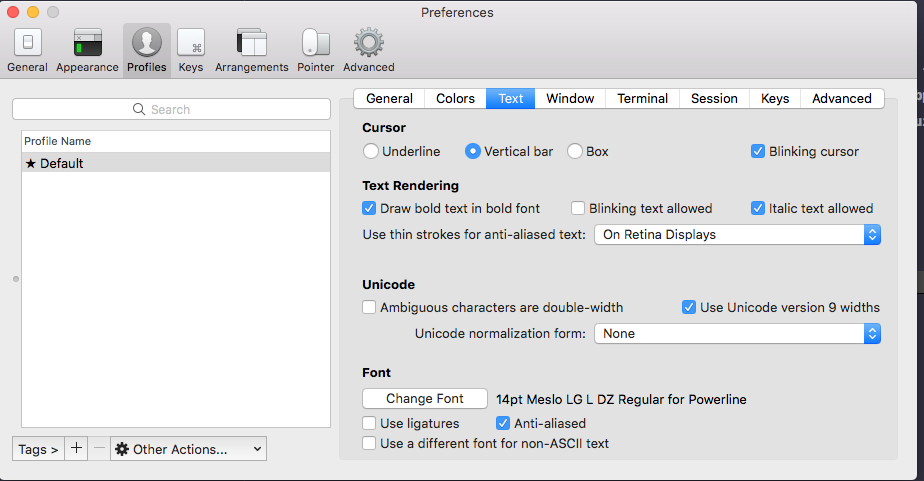 Preferences
General Appearance Profiles Keys Arrangements Pointer Advanced
Search
Profile Name
★ Default
Tags > + − Other Actions...
General Colors Text Window Terminal Session Keys Advanced
Cursor
Underline Vertical bar Box Blinking cursor
Text Rendering
Draw bold text in bold font Blinking text allowed Italic text allowed
Use thin strokes for anti-aliased text: On Retina Displays
Unicode
Ambiguous characters are double-width Use Unicode version 9 widths
Unicode normalization form: None
Font
Change Font 14pt Meslo LG L DZ Regular for Powerline
Use ligatures Anti-aliased
Use a different font for non-ASCII text